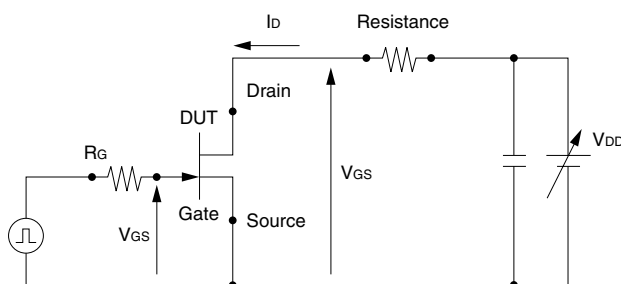 ID
Resistance
Drain
DUT
VDD
RG
VGS
Gate
Source
VGS